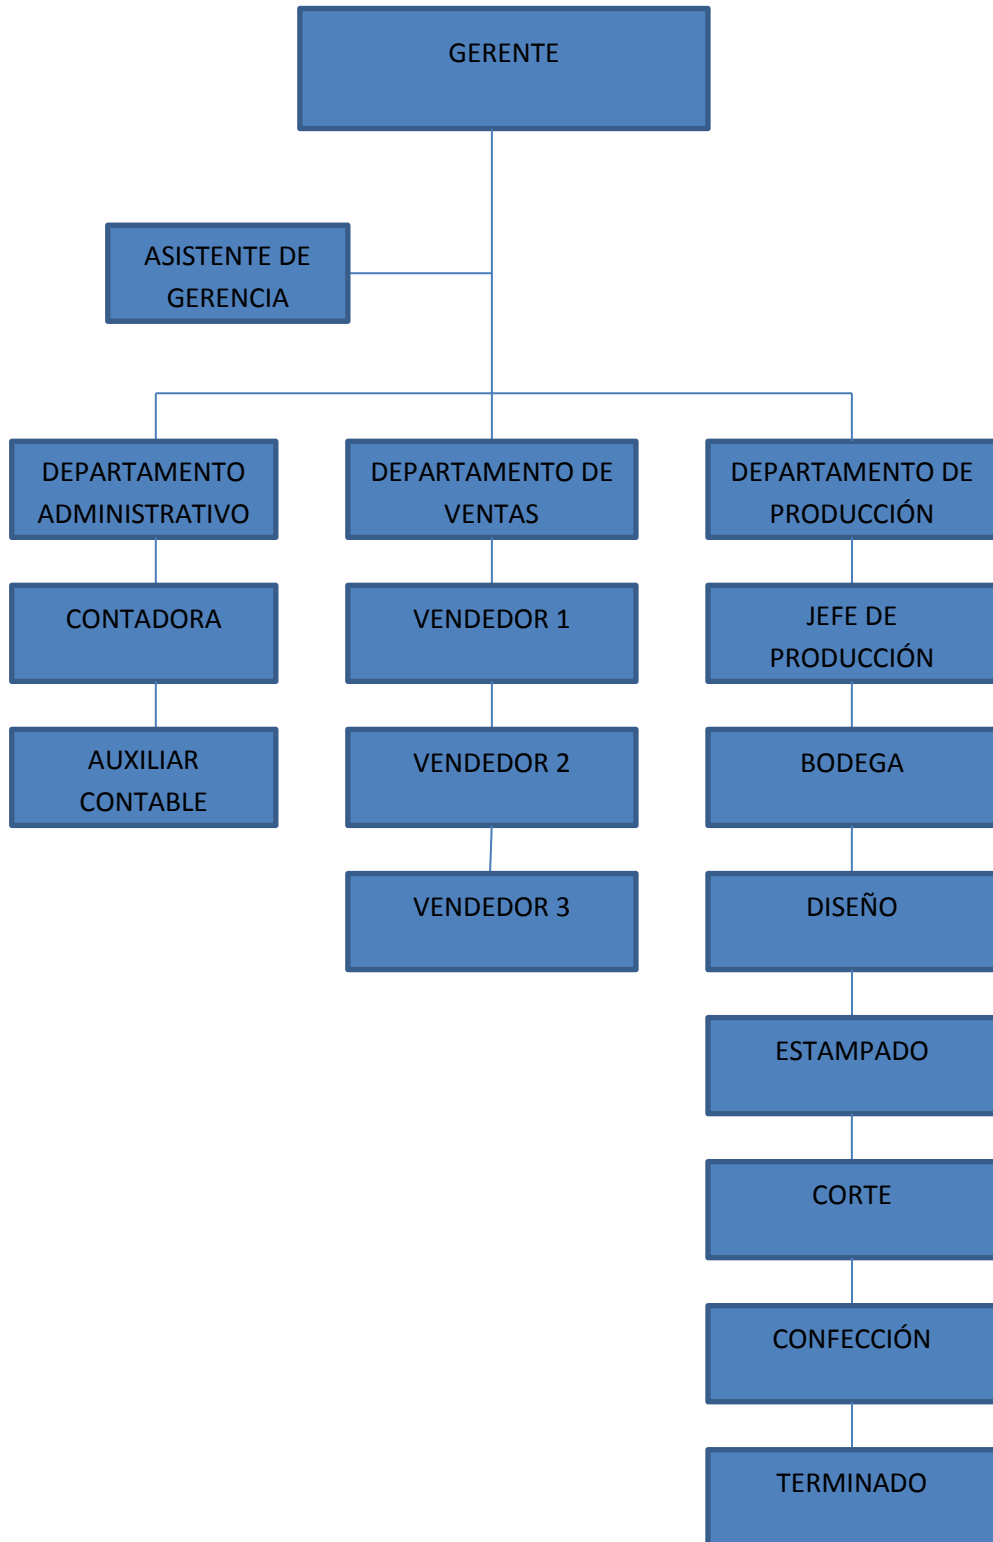 GERENTE
ASISTENTE DE
GERENCIA
DEPARTAMENTO
ADMINISTRATIVO
DEPARTAMENTO DE
VENTAS
DEPARTAMENTO DE
PRODUCCIÓN
CONTADORA
VENDEDOR 1
JEFE DE
PRODUCCIÓN
AUXILIAR
CONTABLE
VENDEDOR 2
BODEGA
VENDEDOR 3
DISEÑO
ESTAMPADO
CORTE
CONFECCIÓN
TERMINADO